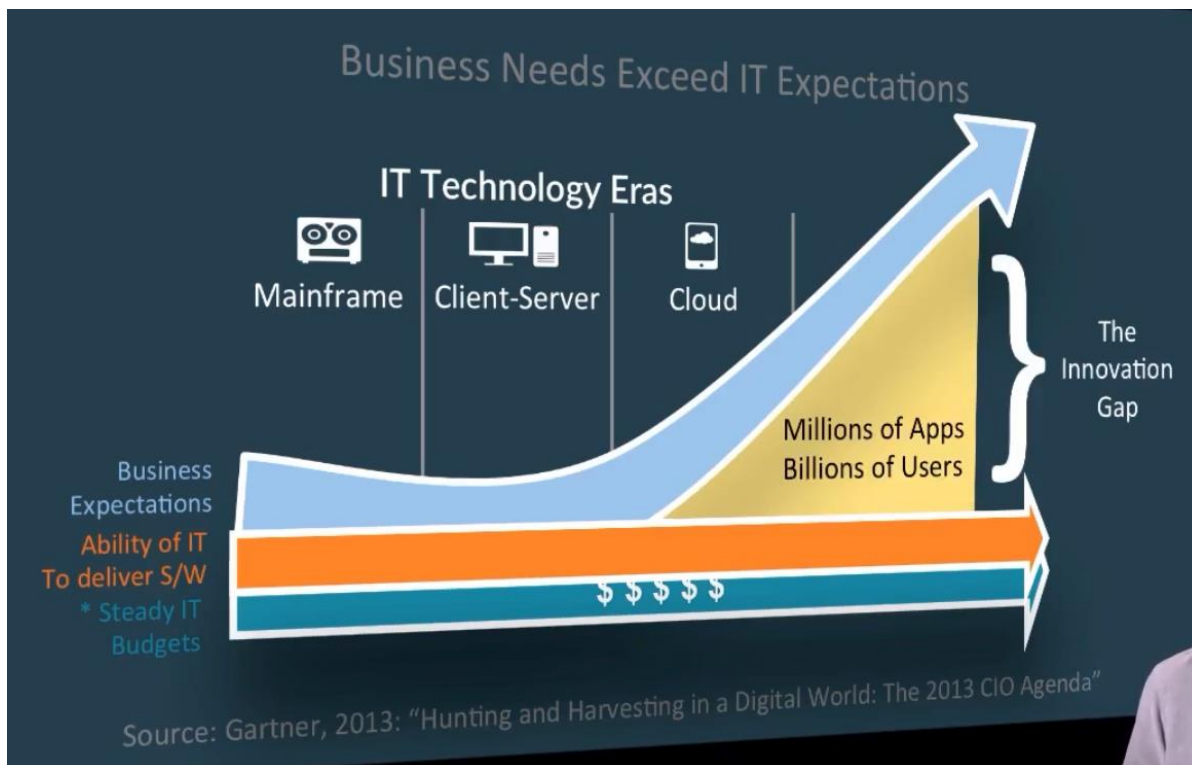 Business Needs Exceed IT Expectations
IT Technology Eras
Mainframe
Client-Server
Cloud
The
Innovation
Gap
Millions of Apps
Billions of Users
Business
Expectations
Ability of IT
To deliver S/W
* Steady IT
Budgets
$ $ $ $ $
Source: Gartner, 2013: “Hunting and Harvesting in a Digital World: The 2013 CIO Agenda”